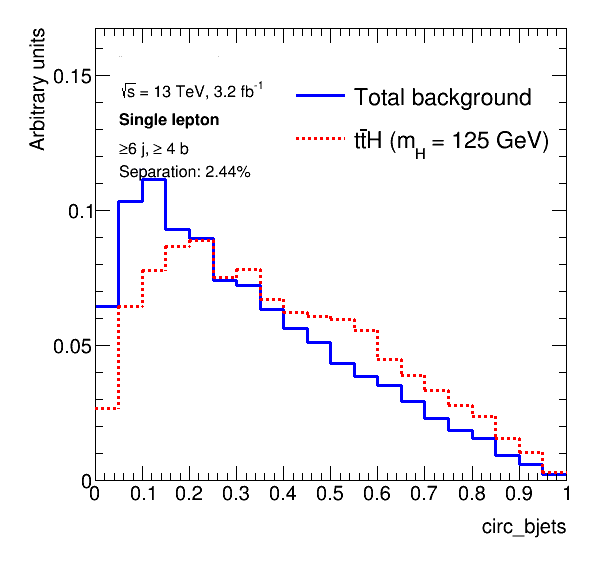 Arbitrary units
√s = 13 TeV, 3.2 fb⁻¹
Single lepton
≥6 j, ≥ 4 b
Separation: 2.44%
Total background
tt̄H (m_H = 125 GeV)
0.15
0.1
0.05
0
0 0.1 0.2 0.3 0.4 0.5 0.6 0.7 0.8 0.9 1
circ_bjets